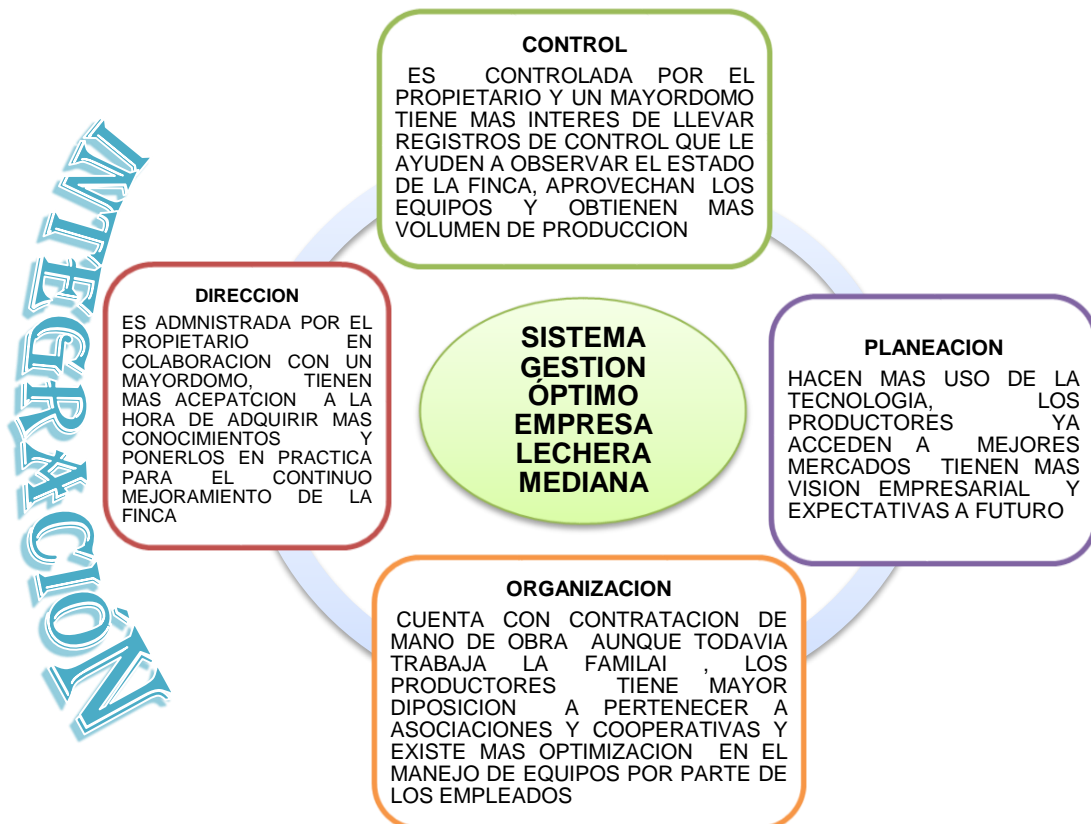 CONTROL
ES CONTROLADA POR EL
PROPIETARIO Y UN MAYORDOMO
TIENE MAS INTERES DE LLEVAR
REGISTROS DE CONTROL QUE LE
AYUDEN A OBSERVAR EL ESTADO
DE LA FINCA, APROVECHAN LOS
EQUIPOS Y OBTIENEN MAS
VOLUMEN DE PRODUCCION
INTEGRACIÓN
DIRECCION
ES ADMNISTRADA POR EL
PROPIETARIO EN
COLABORACION CON UN
MAYORDOMO, TIENEN
MAS ACEPATCION A LA
HORA DE ADQUIRIR MAS
CONOCIMIENTOS Y
PONERLOS EN PRACTICA
PARA EL CONTINUO
MEJORAMIENTO DE LA
FINCA
SISTEMA
GESTION
ÓPTIMO
EMPRESA
LECHERA
MEDIANA
PLANEACION
HACEN MAS USO DE LA
TECNOLOGIA, LOS
PRODUCTORES YA
ACCEDEN A MEJORES
MERCADOS TIENEN MAS
VISION EMPRESARIAL Y
EXPECTATIVAS A FUTURO
ORGANIZACION
CUENTA CON CONTRATACION DE
MANO DE OBRA AUNQUE TODAVIA
TRABAJA LA FAMILAI , LOS
PRODUCTORES TIENE MAYOR
DIPOSICION A PERTENECER A
ASOCIACIONES Y COOPERATIVAS Y
EXISTE MAS OPTIMIZACION EN EL
MANEJO DE EQUIPOS POR PARTE DE
LOS EMPLEADOS